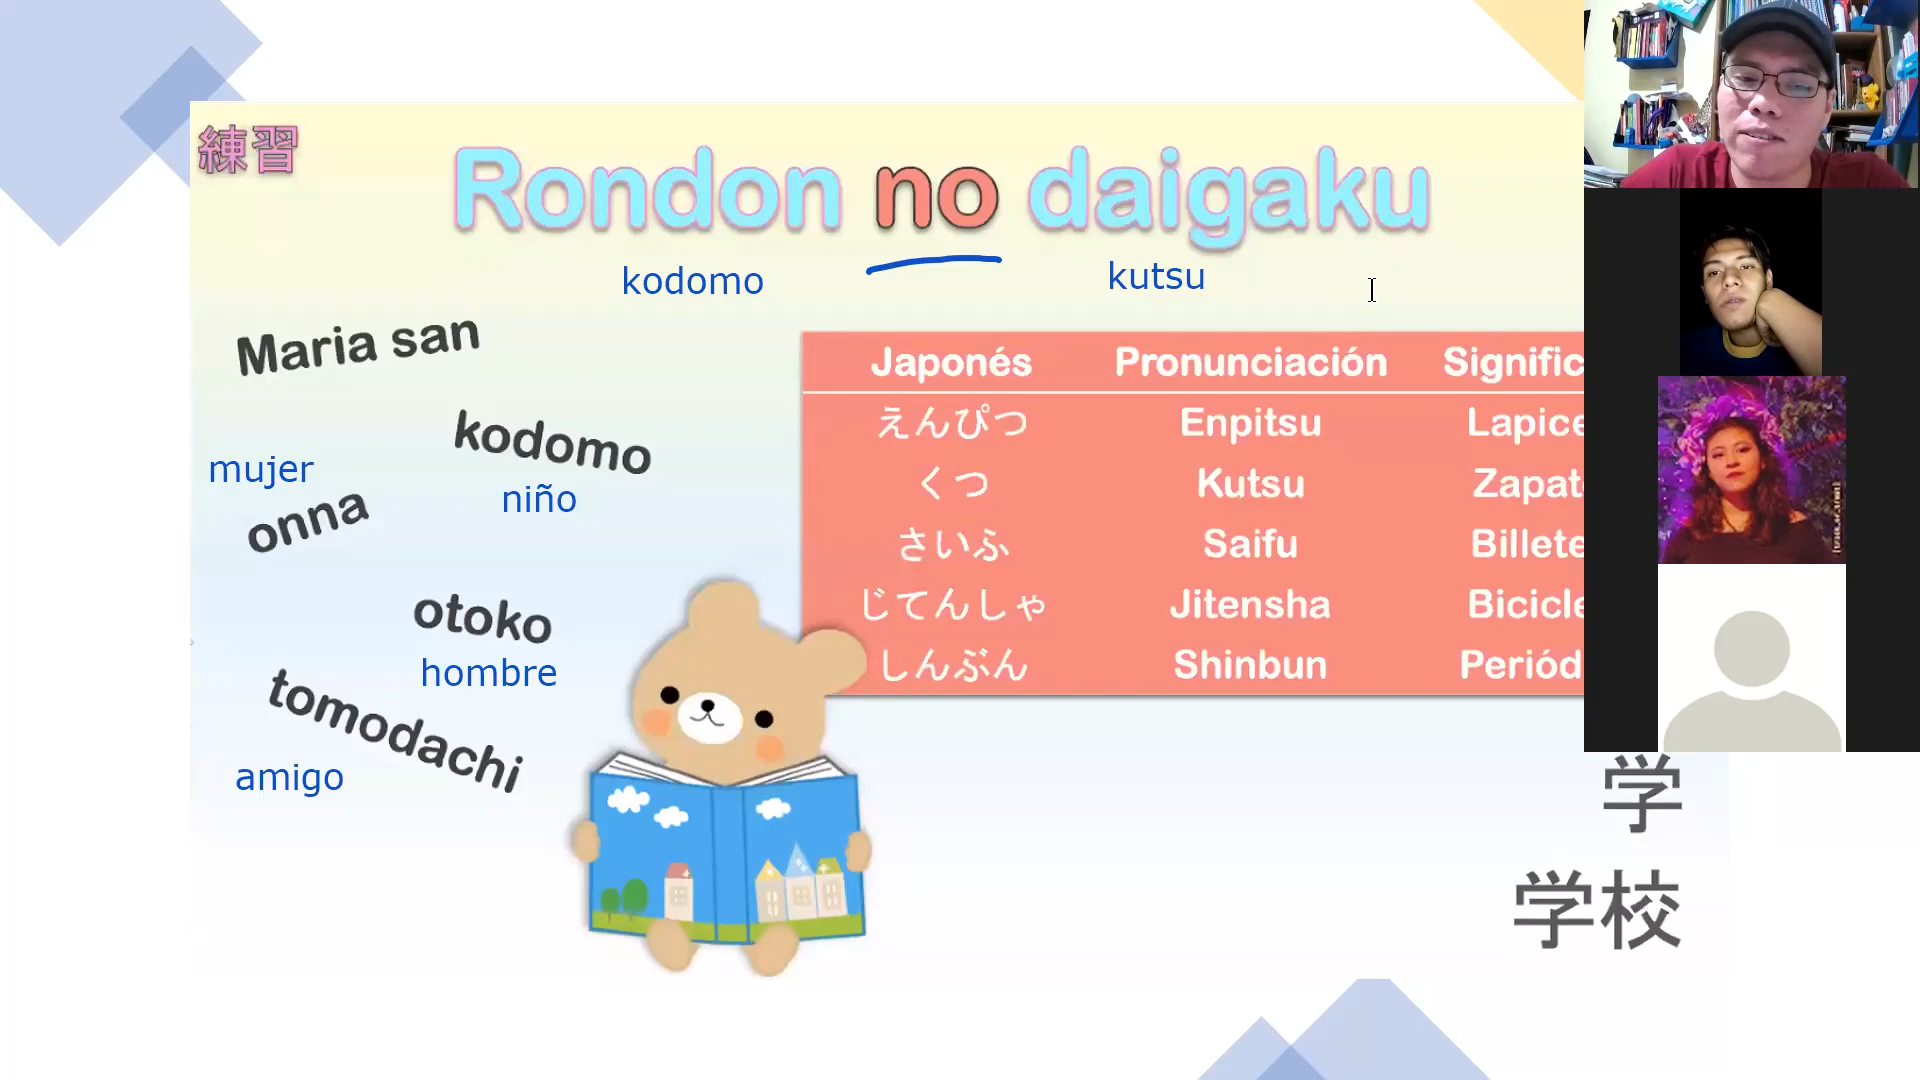 練習
Rondon no daigaku
kodomo
kutsu
Maria san
kodomo
mujer
niño
onna
otoko
hombre
tomodachi
amigo
Japonés Pronunciación Signific
えんぴつ Enpitsu Lapice
くつ Kutsu Zapat
さいふ Saifu Billete
じてんしゃ Jitensha Bicicle
しんぶん Shinbun Periód
学
学校